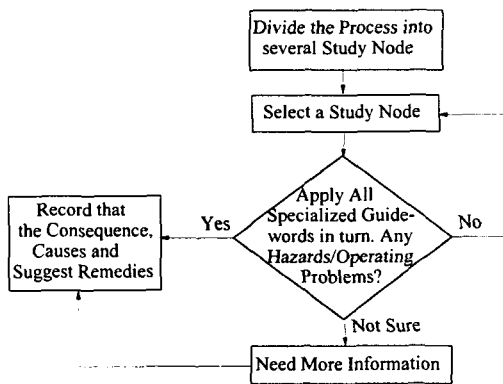 Divide the Process into
several Study Node
Select a Study Node
Apply All
Specialized Guide-
words in turn. Any
Hazards/Operating
Problems?
Yes
No
Record that
the Consequence,
Causes and
Suggest Remedies
Not Sure
Need More Information